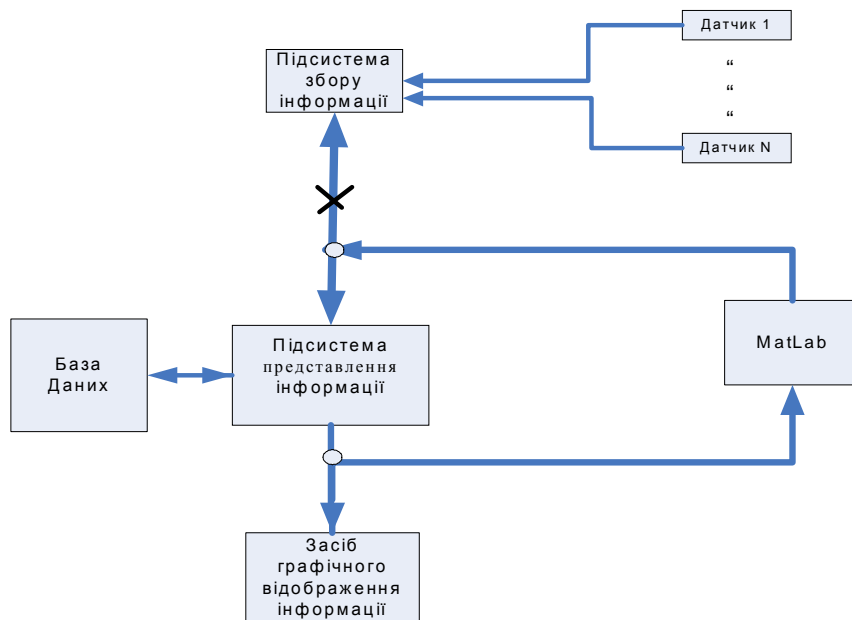 Датчик 1
Підсистема
збору
інформації
“
“
“
Датчик N
База
Даних
Підсистема
представлення
інформації
MatLab
Засіб
графічного
відображення
інформації